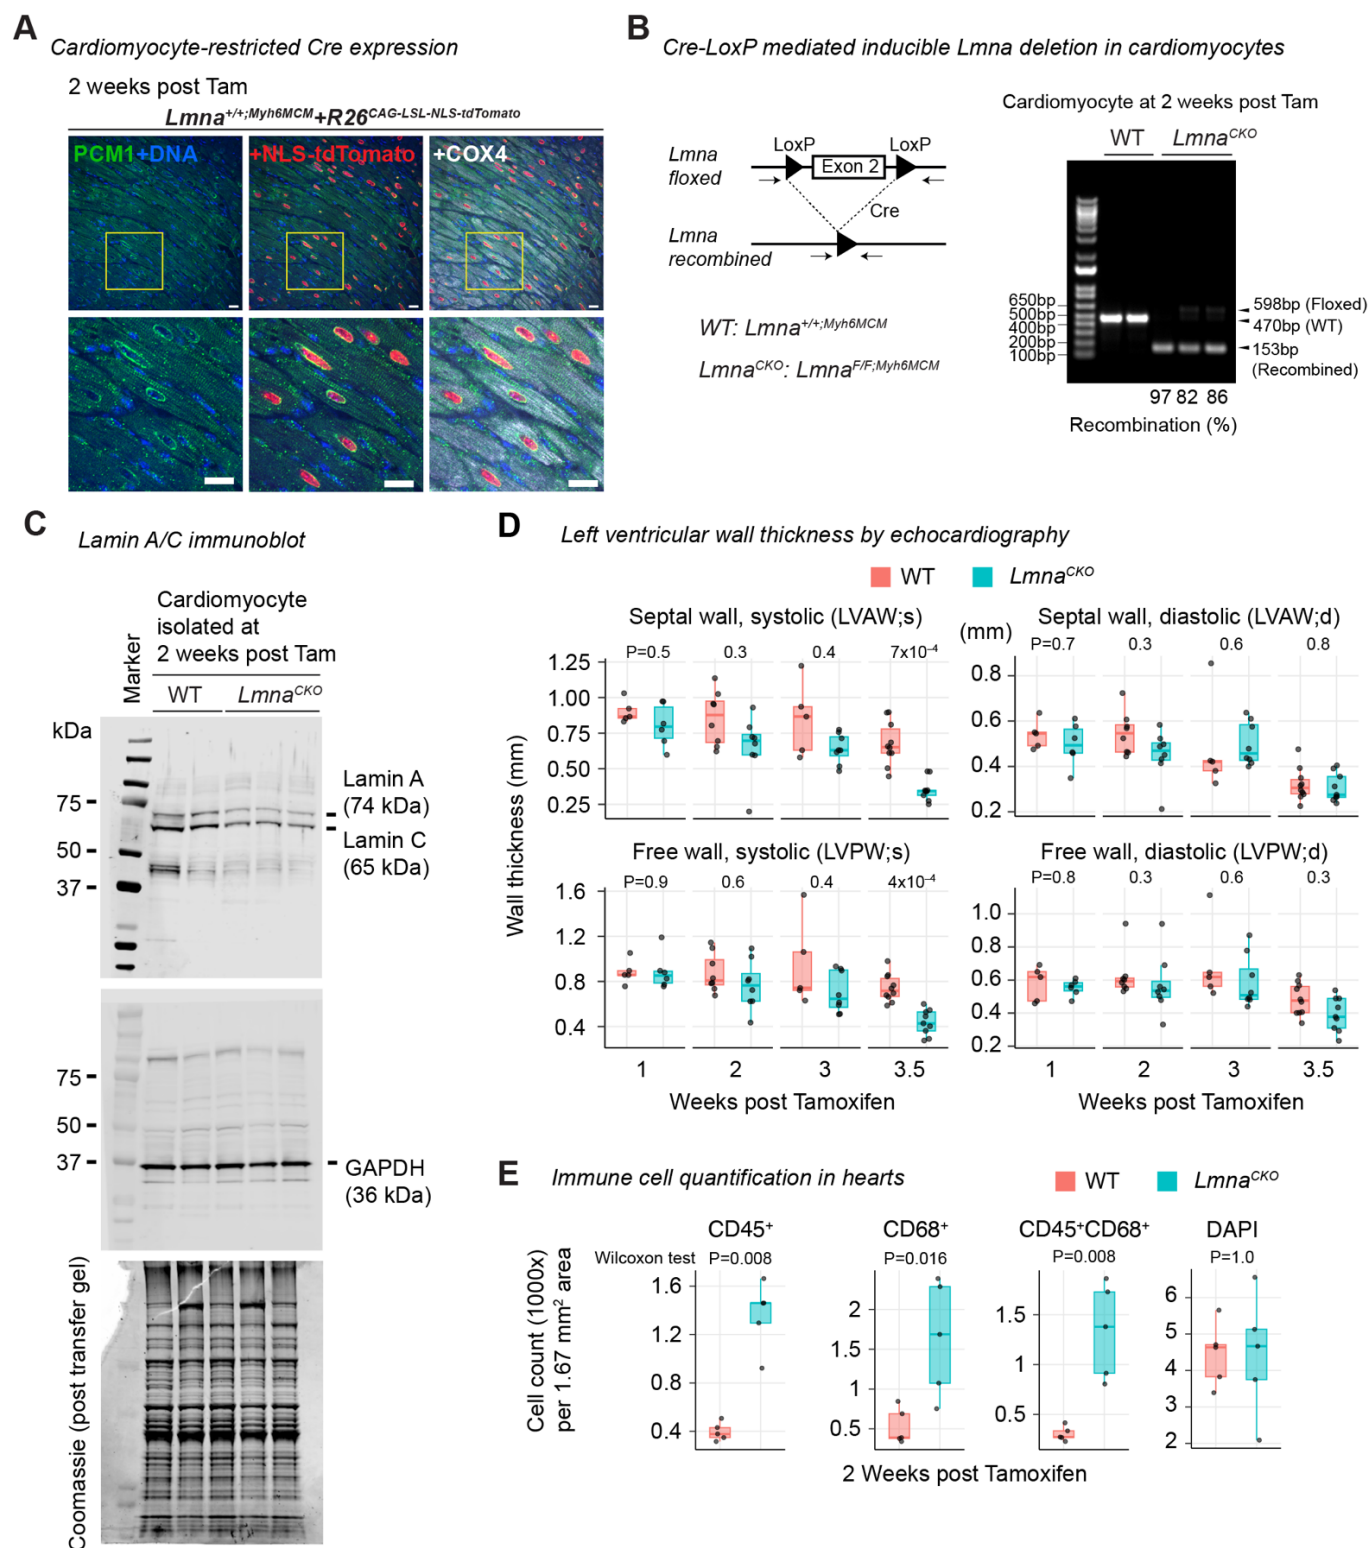 A
Cardiomyocyte-restricted Cre expression
2 weeks post Tam
Lmna+/+;Myh6MCM+R26CAG-LSL-NLS-tdTomato
PCM1+DNA
+NLS-tdTomato
+COX4
B
Cre-LoxP mediated inducible Lmna deletion in cardiomyocytes
Lmna
floxed
LoxP
Exon 2
LoxP
Cre
Lmna
recombined
WT: Lmna+/+;Myh6MCM
LmnaCKO: LmnaF/F;Myh6MCM
Cardiomyocyte at 2 weeks post Tam
WT
LmnaCKO
650bp
500bp
400bp
200bp
100bp
598bp (Floxed)
470bp (WT)
153bp
(Recombined)
97 82 86
Recombination (%)
C
Lamin A/C immunoblot
Marker
Cardiomyocyte
isolated at
2 weeks post Tam
WT
LmnaCKO
kDa
75
50
37
Lamin A
(74 kDa)
Lamin C
(65 kDa)
75
50
37
GAPDH
(36 kDa)
Coomassie (post transfer gel)
D
Left ventricular wall thickness by echocardiography
WT
LmnaCKO
Wall thickness (mm)
Septal wall, systolic (LVAW;s)
P=0.5 0.3 0.4 7x10-4
1.25
1.00
0.75
0.50
0.25
(mm)
Septal wall, diastolic (LVAW;d)
P=0.7 0.3 0.6 0.8
0.8
0.6
0.4
0.2
Free wall, systolic (LVPW;s)
P=0.9 0.6 0.4 4x10-4
1.6
1.2
0.8
0.4
1 2 3 3.5
Weeks post Tamoxifen
Free wall, diastolic (LVPW;d)
P=0.8 0.3 0.6 0.3
1.0
0.8
0.6
0.4
0.2
1 2 3 3.5
Weeks post Tamoxifen
E
Immune cell quantification in hearts
WT
LmnaCKO
Cell count (1000x)
per 1.67 mm2 area
Wilcoxon test
CD45+
P=0.008
1.6
1.2
0.8
0.4
CD68+
P=0.016
2
1.5
1
0.5
CD45+CD68+
P=0.008
1.5
1
0.5
DAPI
P=1.0
6
5
4
3
2
2 Weeks post Tamoxifen